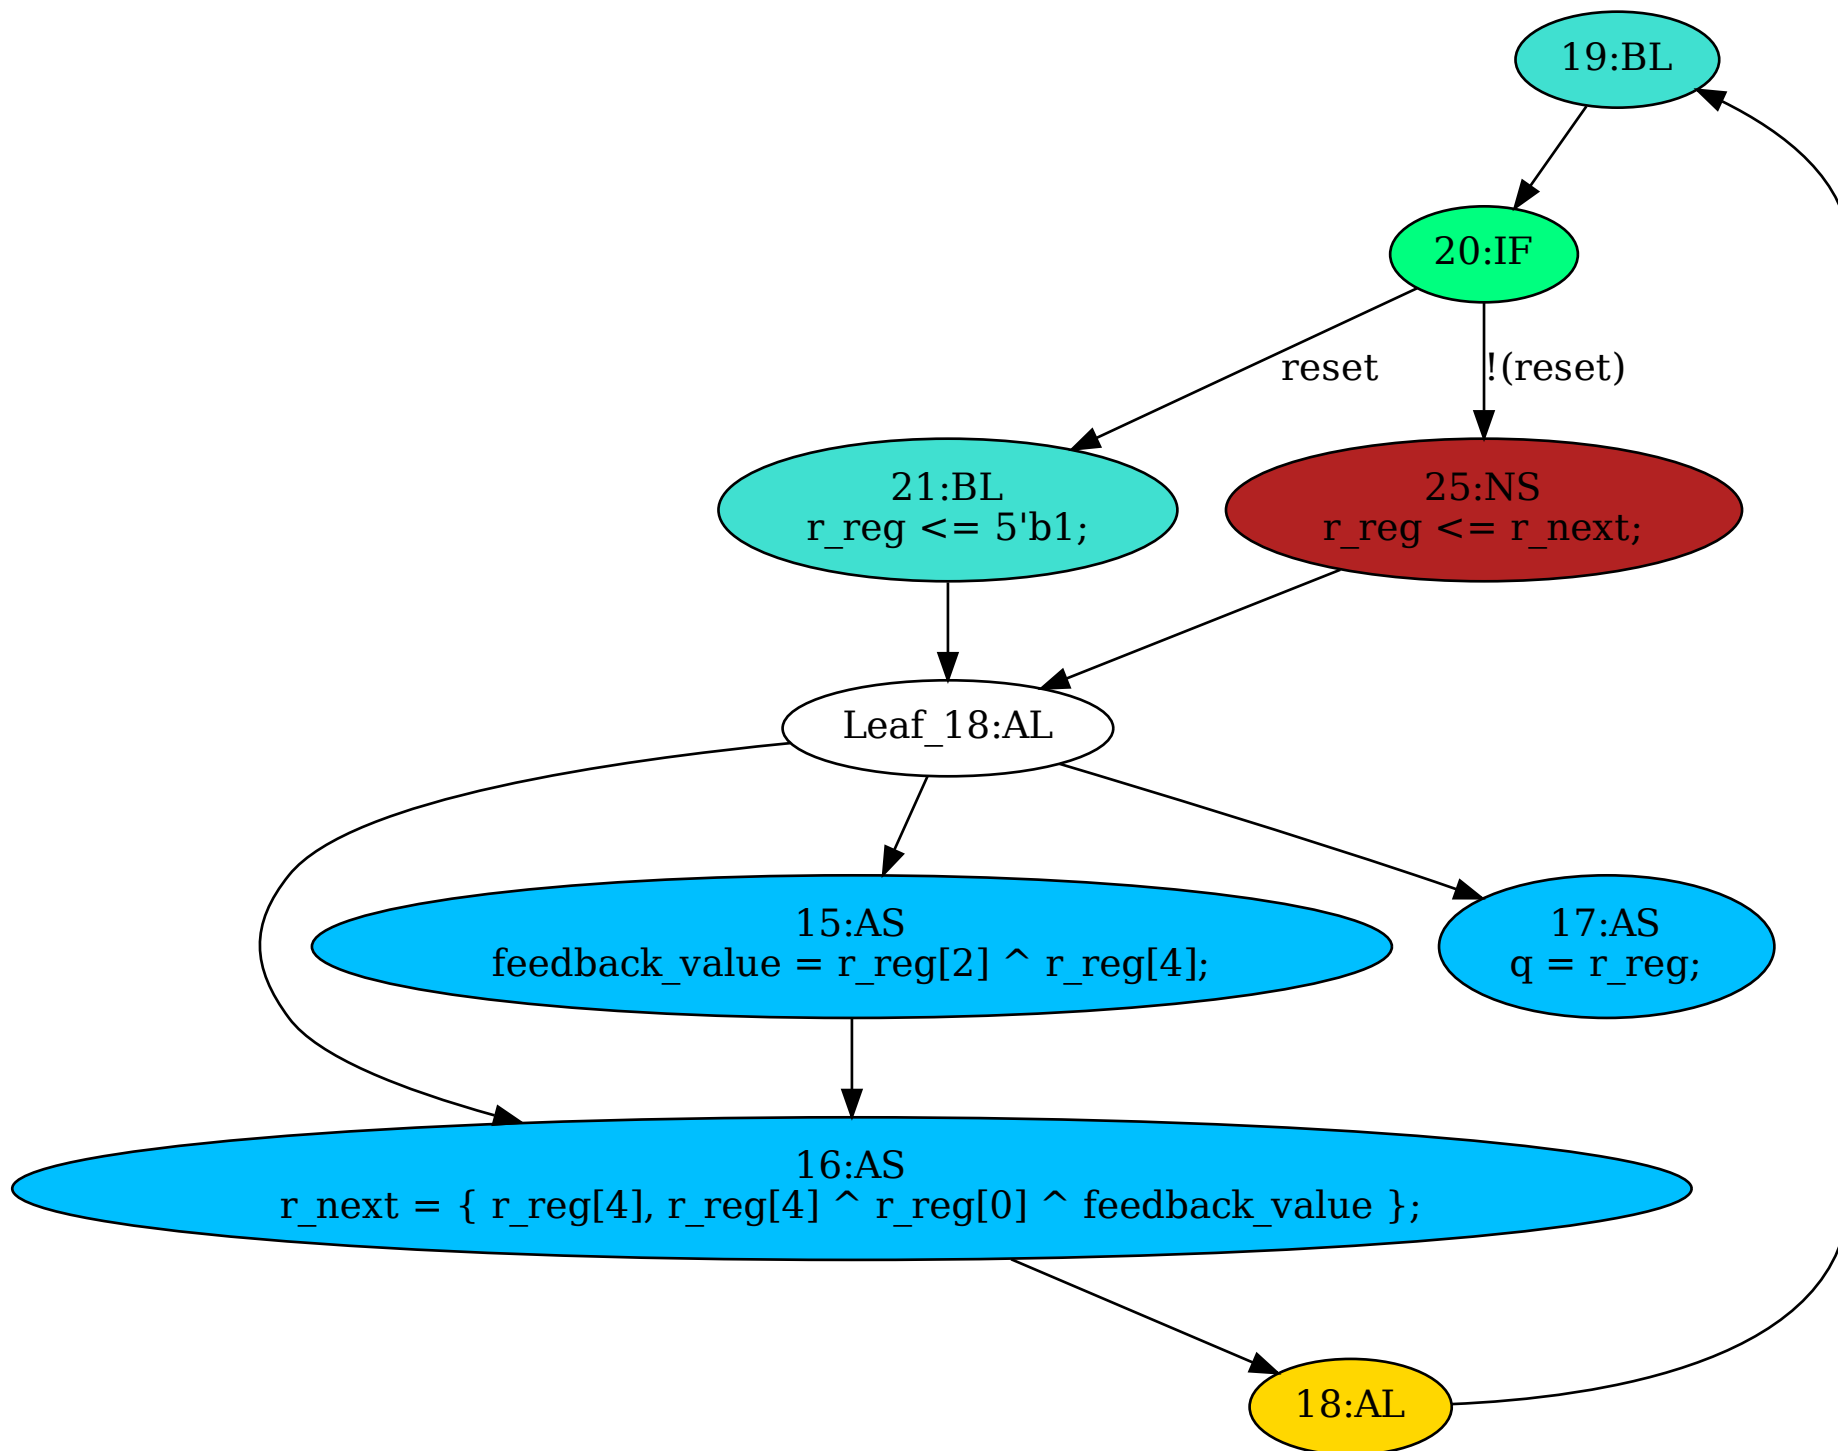 19:BL
20:IF
reset
!(reset)
21:BL
r_reg <= 5'b1;
25:NS
r_reg <= r_next;
Leaf_18:AL
15:AS
feedback_value = r_reg[2] ^ r_reg[4];
17:AS
q = r_reg;
16:AS
r_next = { r_reg[4], r_reg[4] ^ r_reg[0] ^ feedback_value };
18:AL